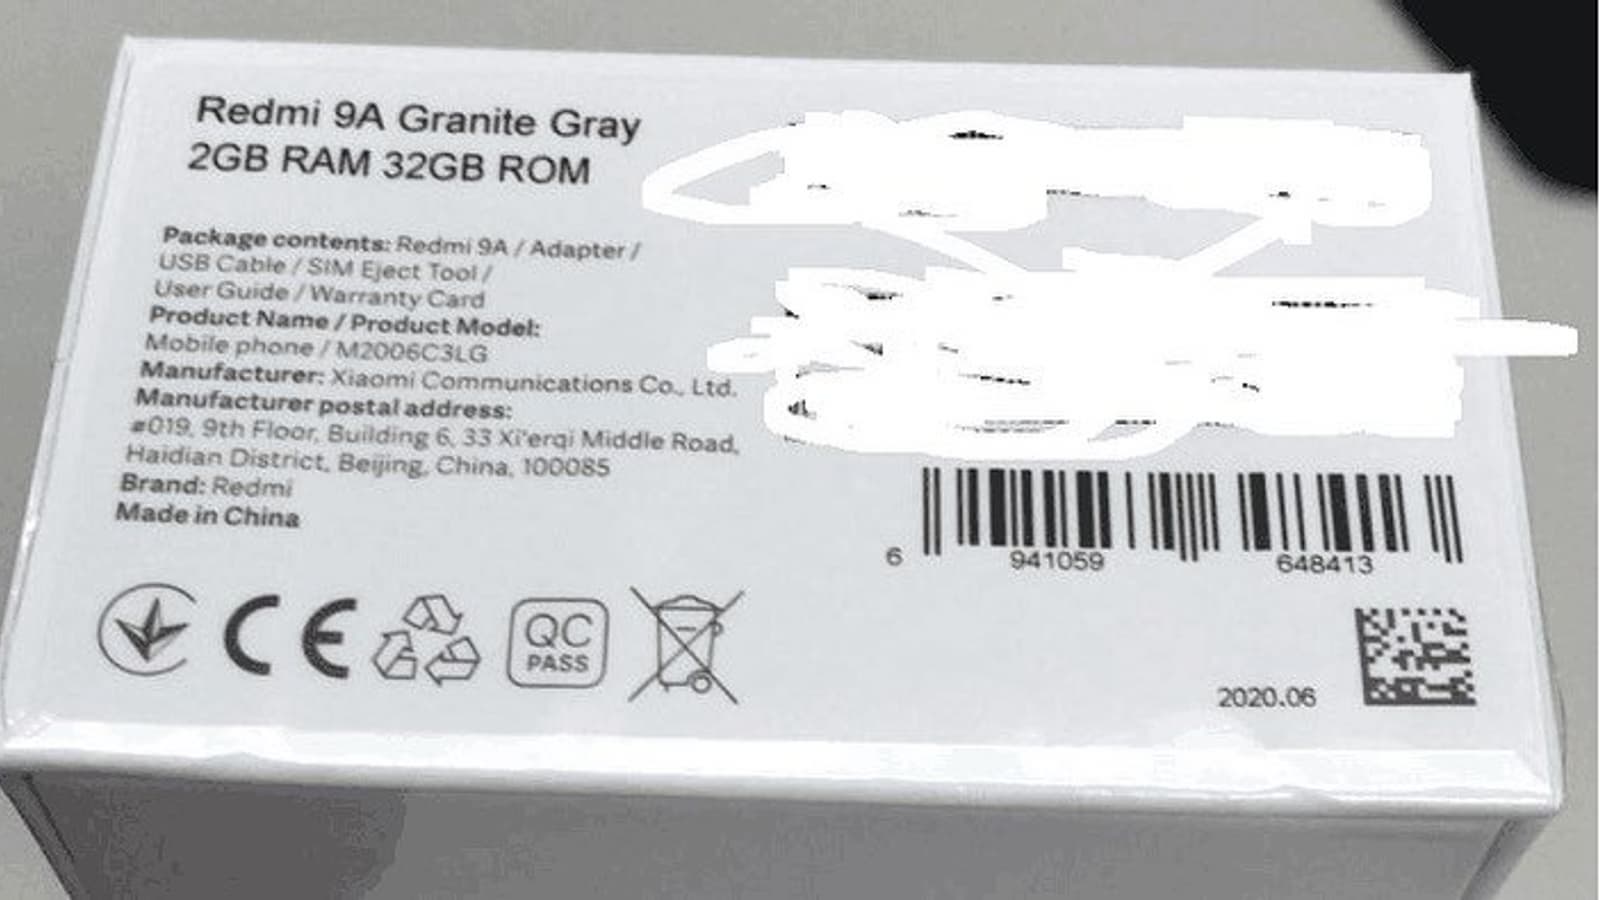 Redmi 9A Granite Gray
2GB RAM 32GB ROM
Package contents: Redmi 9A / Adapter /
USB Cable / SIM Eject Tool /
User Guide / Warranty Card
Product Name / Product Model:
Mobile phone / M2006C3LG
Manufacturer: Xiaomi Communications Co., Ltd.
Manufacturer postal address:
#019, 9th Floor, Building 6, 33 Xi'erqi Middle Road,
Haidian District, Beijing, China, 100085
Brand: Redmi
Made in China
CE
QC
PASS
6 941059 648413
2020.06